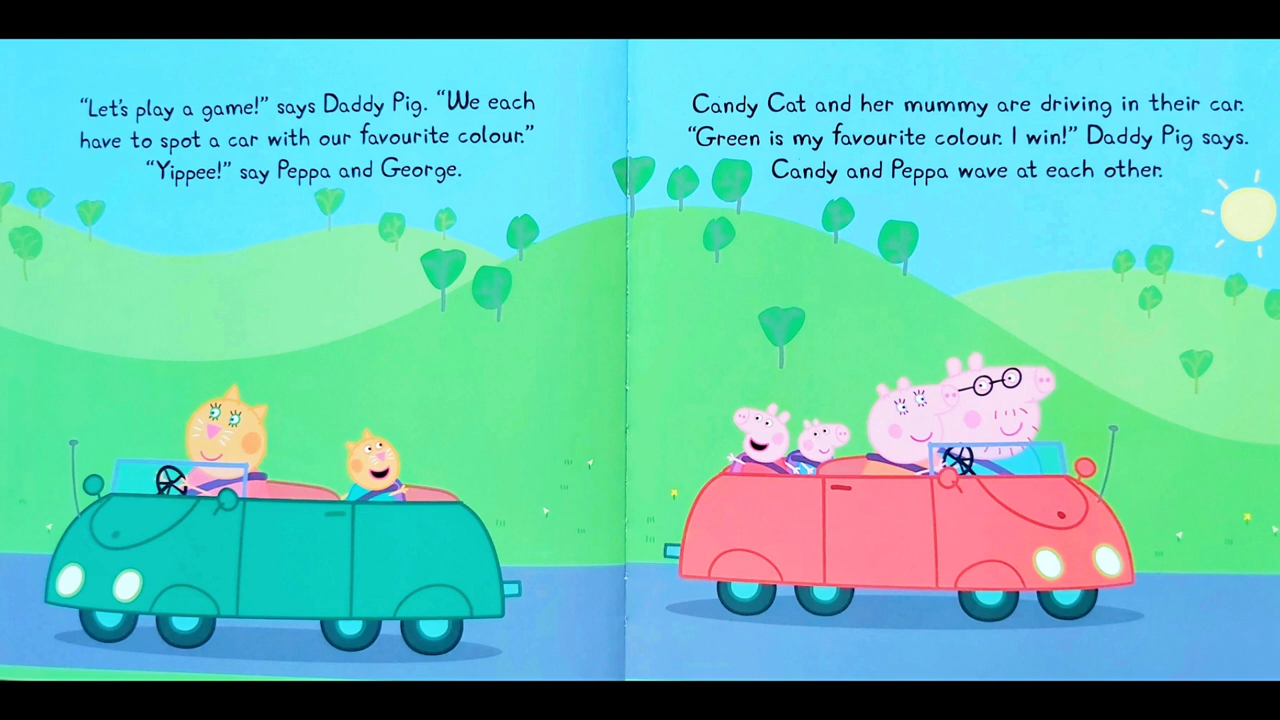 “Let’s play a game!” says Daddy Pig. “We each
have to spot a car with our favourite colour.”
“Yippee!” say Peppa and George.
Candy Cat and her mummy are driving in their car.
“Green is my favourite colour. I win!” Daddy Pig says.
Candy and Peppa wave at each other.